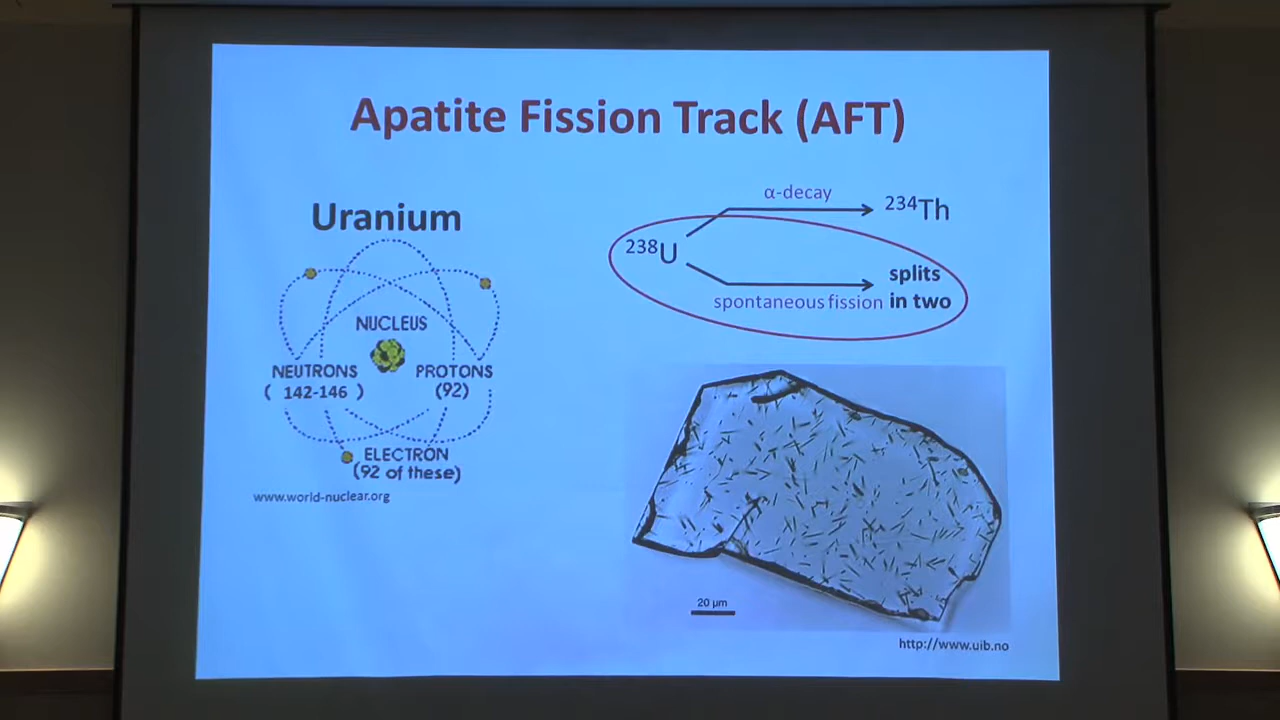 Apatite Fission Track (AFT)
Uranium
NUCLEUS
NEUTRONS
( 142-146 )
PROTONS
(92)
ELECTRON
(92 of these)
www.world-nuclear.org
α-decay
²³⁴Th
²³⁸U
splits
in two
spontaneous fission
20 µm
http://www.uib.no